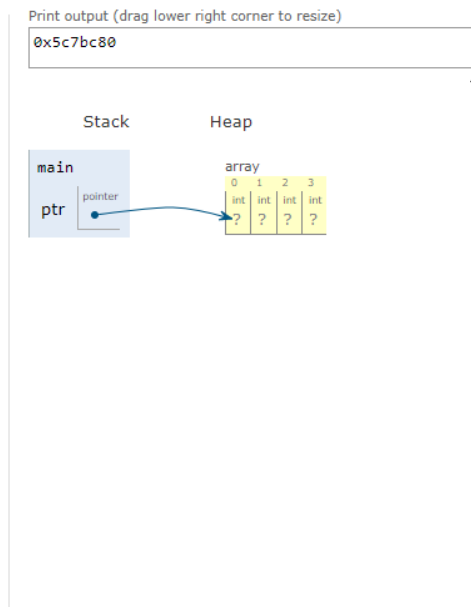 Print output (drag lower right corner to resize)
0x5c7bc80
Stack Heap
main
array
0 1 2 3
ptr pointer
int int int int
? ? ? ?